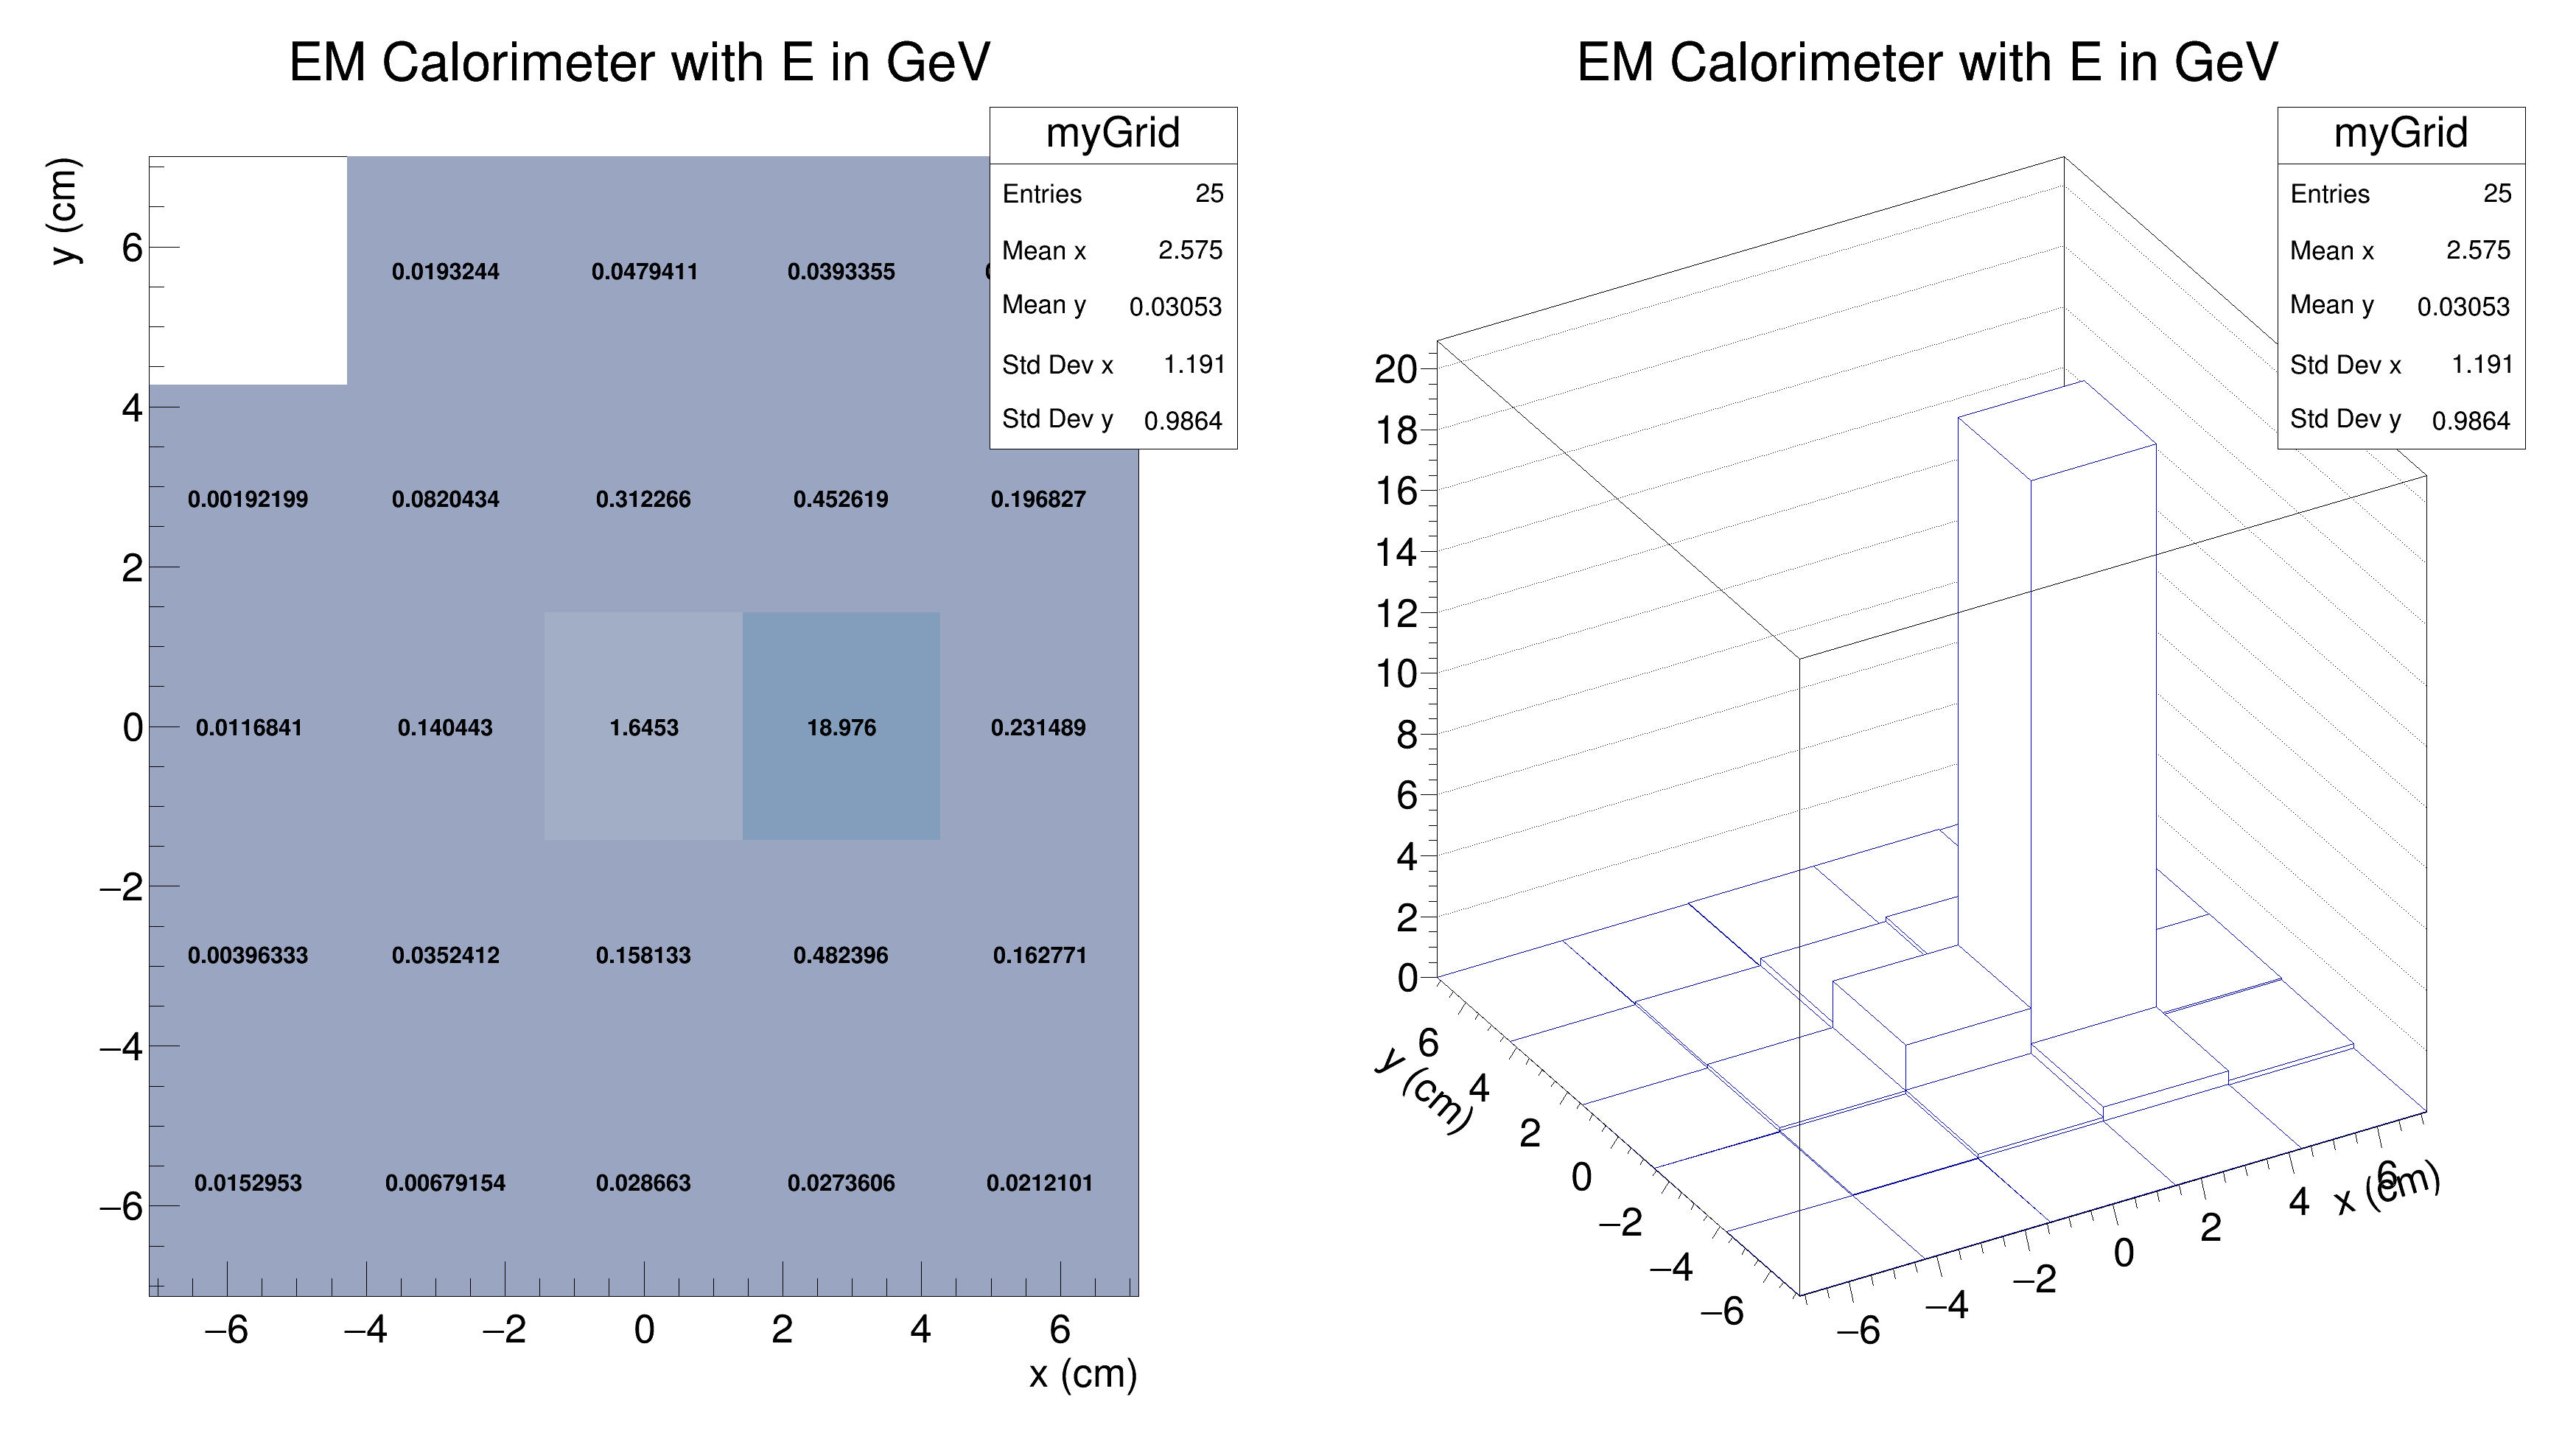 EM Calorimeter with E in GeV
myGrid
Entries 25
Mean x 2.575
Mean y 0.03053
Std Dev x 1.191
Std Dev y 0.9864
y (cm)
6
4
2
0
−2
−4
−6
0.0193244 0.0479411 0.0393355
0.00192199 0.0820434 0.312266 0.452619 0.196827
0.0116841 0.140443 1.6453 18.976 0.231489
0.00396333 0.0352412 0.158133 0.482396 0.162771
0.0152953 0.00679154 0.028663 0.0273606 0.0212101
−6 −4 −2 0 2 4 6
x (cm)
EM Calorimeter with E in GeV
myGrid
Entries 25
Mean x 2.575
Mean y 0.03053
Std Dev x 1.191
Std Dev y 0.9864
20
18
16
14
12
10
8
6
4
2
0
y (cm)
6
4
2
0
−2
−4
−6
−6 −4 −2 0 2 4 6
x (cm)